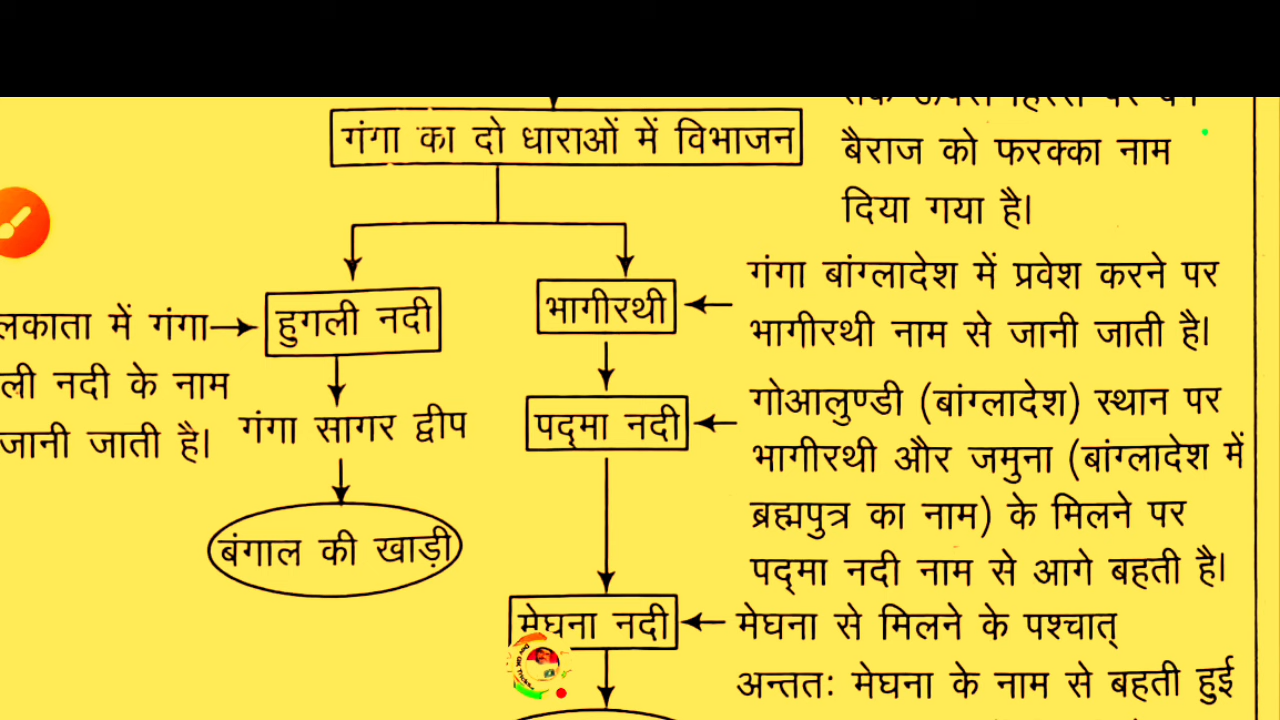 गंगा का दो धाराओं में विभाजन
बैराज को फरक्का नाम
दिया गया है।
हुगली नदी
भागीरथी
गंगा बांग्लादेश में प्रवेश करने पर
भागीरथी नाम से जानी जाती है।
में गंगा
नदी के नाम
जानी जाती है।
गंगा सागर द्वीप
पद्मा नदी
गोआलुण्डी (बांग्लादेश) स्थान पर
भागीरथी और जमुना (बांग्लादेश में
ब्रह्मपुत्र का नाम) के मिलने पर
पद्मा नदी नाम से आगे बहती है।
बंगाल की खाड़ी
मेघना नदी
मेघना से मिलने के पश्चात्
अन्ततः मेघना के नाम से बहती हुई